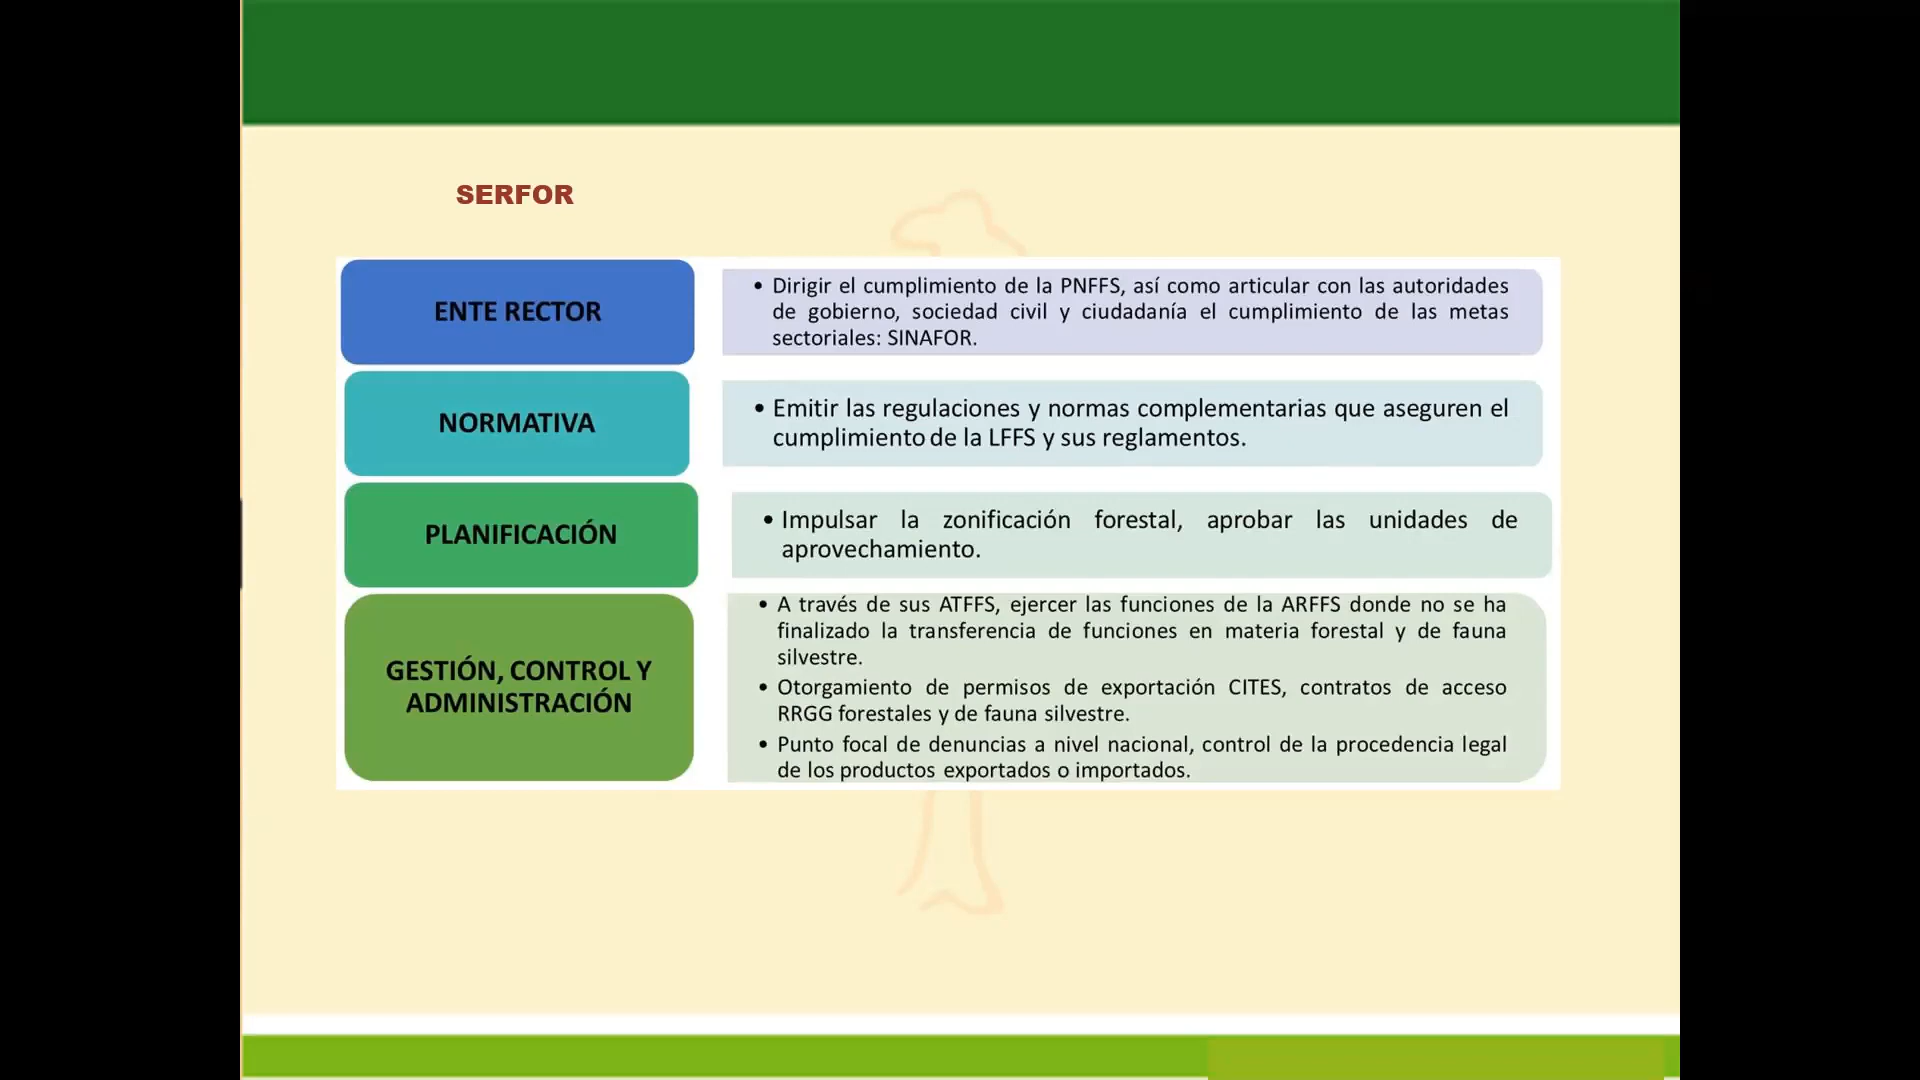 SERFOR
ENTE RECTOR
• Dirigir el cumplimiento de la PNFFS, así como articular con las autoridades
de gobierno, sociedad civil y ciudadanía el cumplimiento de las metas
sectoriales: SINAFOR.
NORMATIVA
• Emitir las regulaciones y normas complementarias que aseguren el
cumplimiento de la LFFS y sus reglamentos.
PLANIFICACIÓN
• Impulsar la zonificación forestal, aprobar las unidades de
aprovechamiento.
GESTIÓN, CONTROL Y
ADMINISTRACIÓN
• A través de sus ATFFS, ejercer las funciones de la ARFFS donde no se ha
finalizado la transferencia de funciones en materia forestal y de fauna
silvestre.
• Otorgamiento de permisos de exportación CITES, contratos de acceso
RRGG forestales y de fauna silvestre.
• Punto focal de denuncias a nivel nacional, control de la procedencia legal
de los productos exportados o importados.